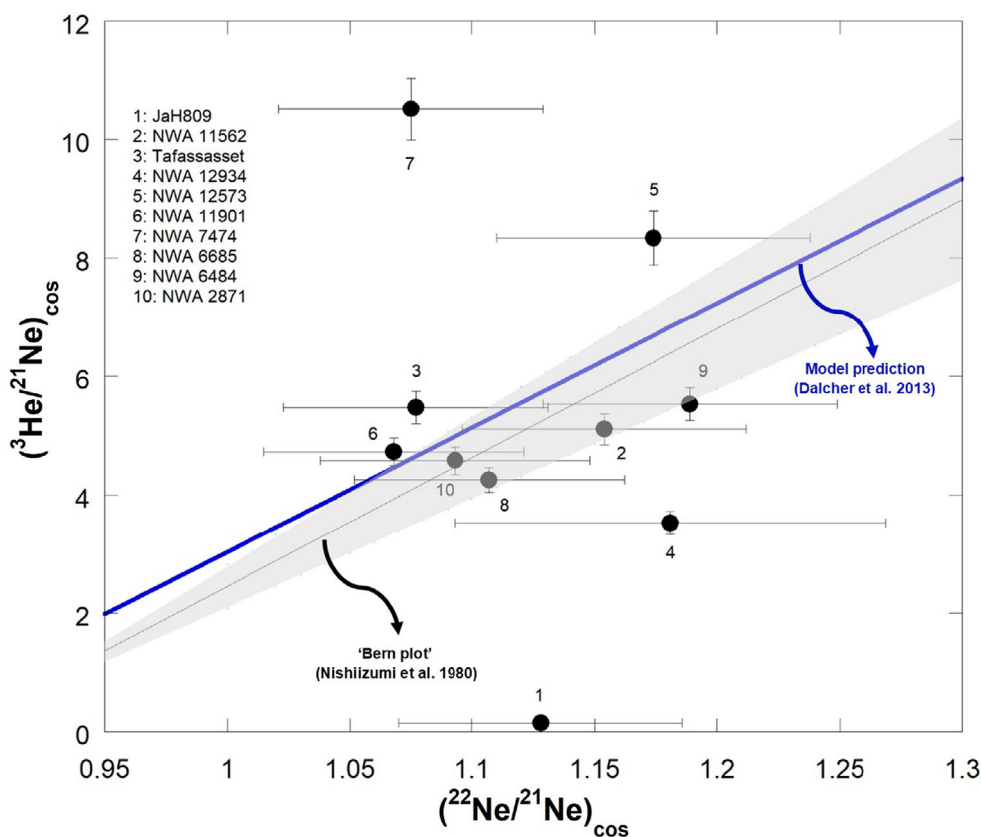 12
10
8
6
4
2
0
(³He/²¹Ne)cos
1: JaH809
2: NWA 11562
3: Tafassasset
4: NWA 12934
5: NWA 12573
6: NWA 11901
7: NWA 7474
8: NWA 6685
9: NWA 6484
10: NWA 2871
7
5
3
9
6
2
10
8
4
1
Model prediction
(Dalcher et al. 2013)
‘Bern plot’
(Nishiizumi et al. 1980)
0.95
1
1.05
1.1
1.15
1.2
1.25
1.3
(²²Ne/²¹Ne)cos